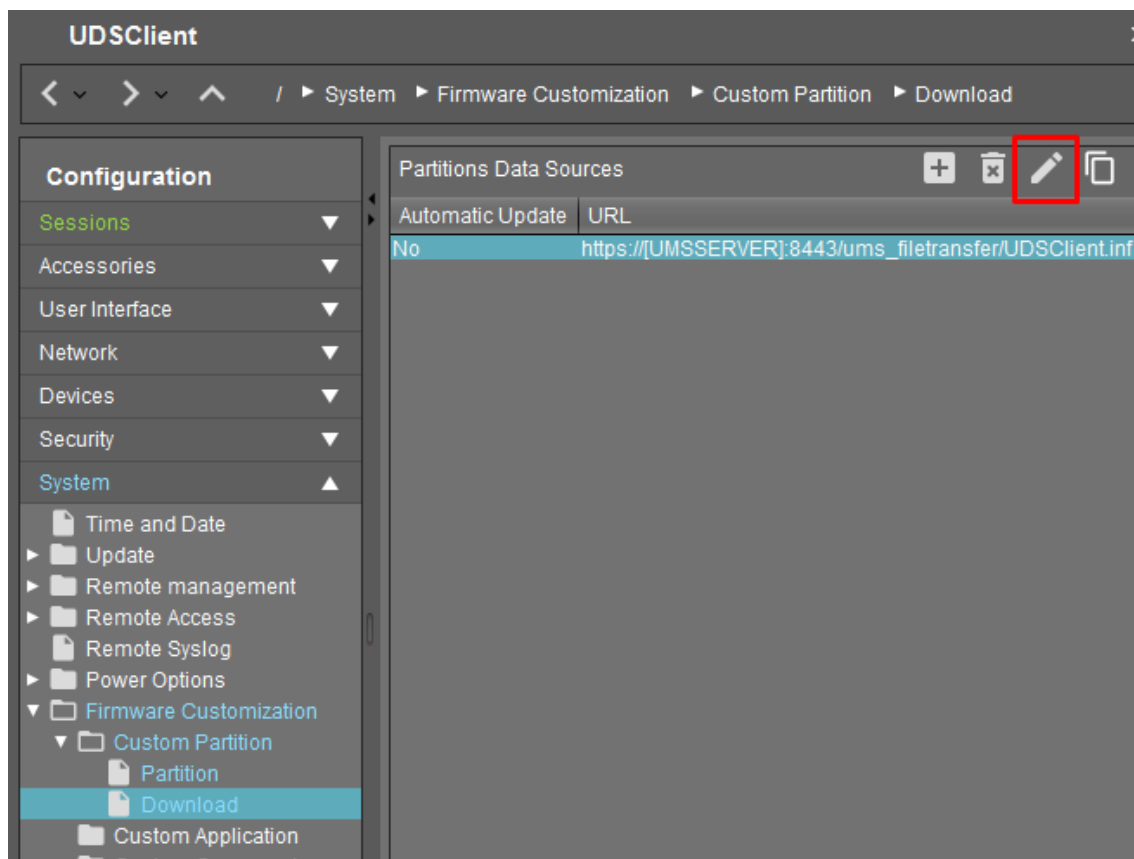 UDSClient
/ System Firmware Customization Custom Partition Download
Configuration
Sessions
Accessories
User Interface
Network
Devices
Security
System
Time and Date
Update
Remote management
Remote Access
Remote Syslog
Power Options
Firmware Customization
Custom Partition
Partition
Download
Custom Application
Partitions Data Sources
Automatic Update URL
No https://[UMSSERVER]:8443/ums_filetransfer/UDSClient.inf